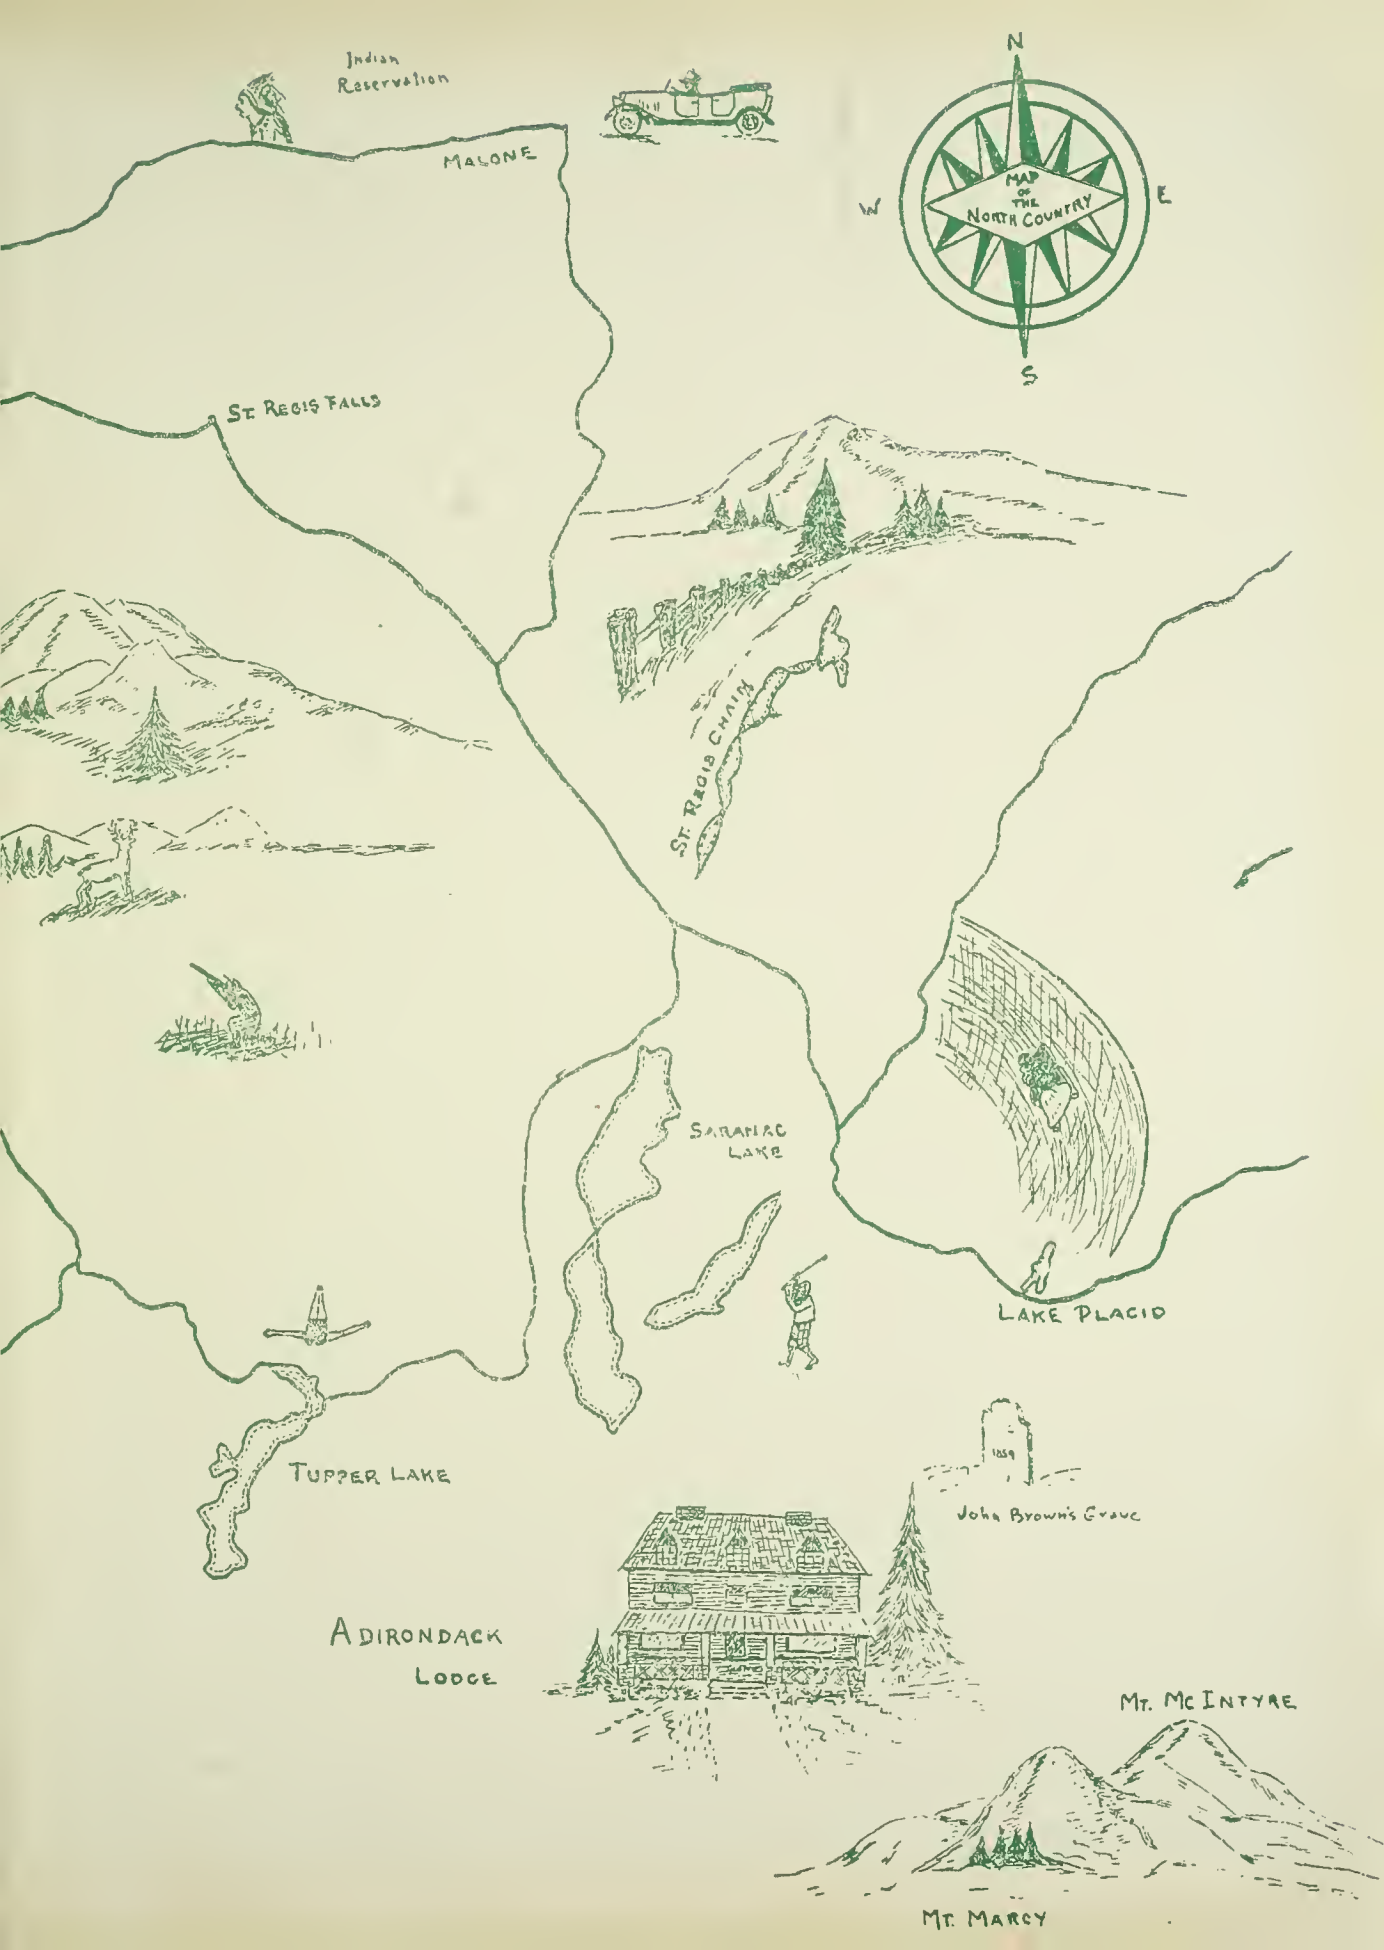 N
Indian
Reservation
MALONE
MAP
OF
THE
NORTH COUNTRY
W
E
S
ST. REGIS FALLS
ST. REGIS CHAIN
SARANAC
LAKE
LAKE PLACID
TUPPER LAKE
1859
John Brown's Grave
ADIRONDACK
LODGE
MT. MCINTYRE
MT. MARCY